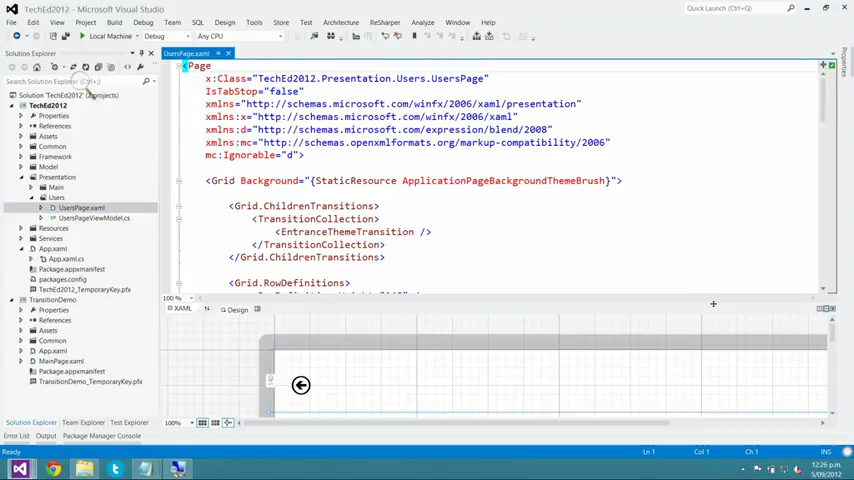 TechEd2012 - Microsoft Visual Studio
Quick Launch (Ctrl+Q)
File Edit View Project Build Debug Team SQL Design Tools Store Test Architecture ReSharper Analyze Window Help
Local Machine Debug Any CPU
Solution Explorer
UsersPage.xaml
Search Solution Explorer (Ctrl+;)
Solution 'TechEd2012' (2 projects)
TechEd2012
Properties
References
Assets
Common
Framework
Model
Presentation
Main
Users
UsersPage.xaml
UsersPageViewModel.cs
Resources
Services
App.xaml
App.xaml.cs
Package.appxmanifest
packages.config
TechEd2012_TemporaryKey.pfx
TransitionDemo
Properties
References
Assets
Common
App.xaml
MainPage.xaml
Package.appxmanifest
TransitionDemo_TemporaryKey.pfx
<Page
x:Class="TechEd2012.Presentation.Users.UsersPage"
IsTabStop="false"
xmlns="http://schemas.microsoft.com/winfx/2006/xaml/presentation"
xmlns:x="http://schemas.microsoft.com/winfx/2006/xaml"
xmlns:d="http://schemas.microsoft.com/expression/blend/2008"
xmlns:mc="http://schemas.openxmlformats.org/markup-compatibility/2006"
mc:Ignorable="d">
<Grid Background="{StaticResource ApplicationPageBackgroundThemeBrush}">
<Grid.ChildrenTransitions>
<TransitionCollection>
<EntranceThemeTransition />
</TransitionCollection>
</Grid.ChildrenTransitions>
<Grid.RowDefinitions>
100 %
XAML Design
140
100%
Properties
Solution Explorer Team Explorer Test Explorer
Error List Output Package Manager Console
Ready Ln 1 Col 1 Ch 1 INS
12:26 p.m.
5/09/2012